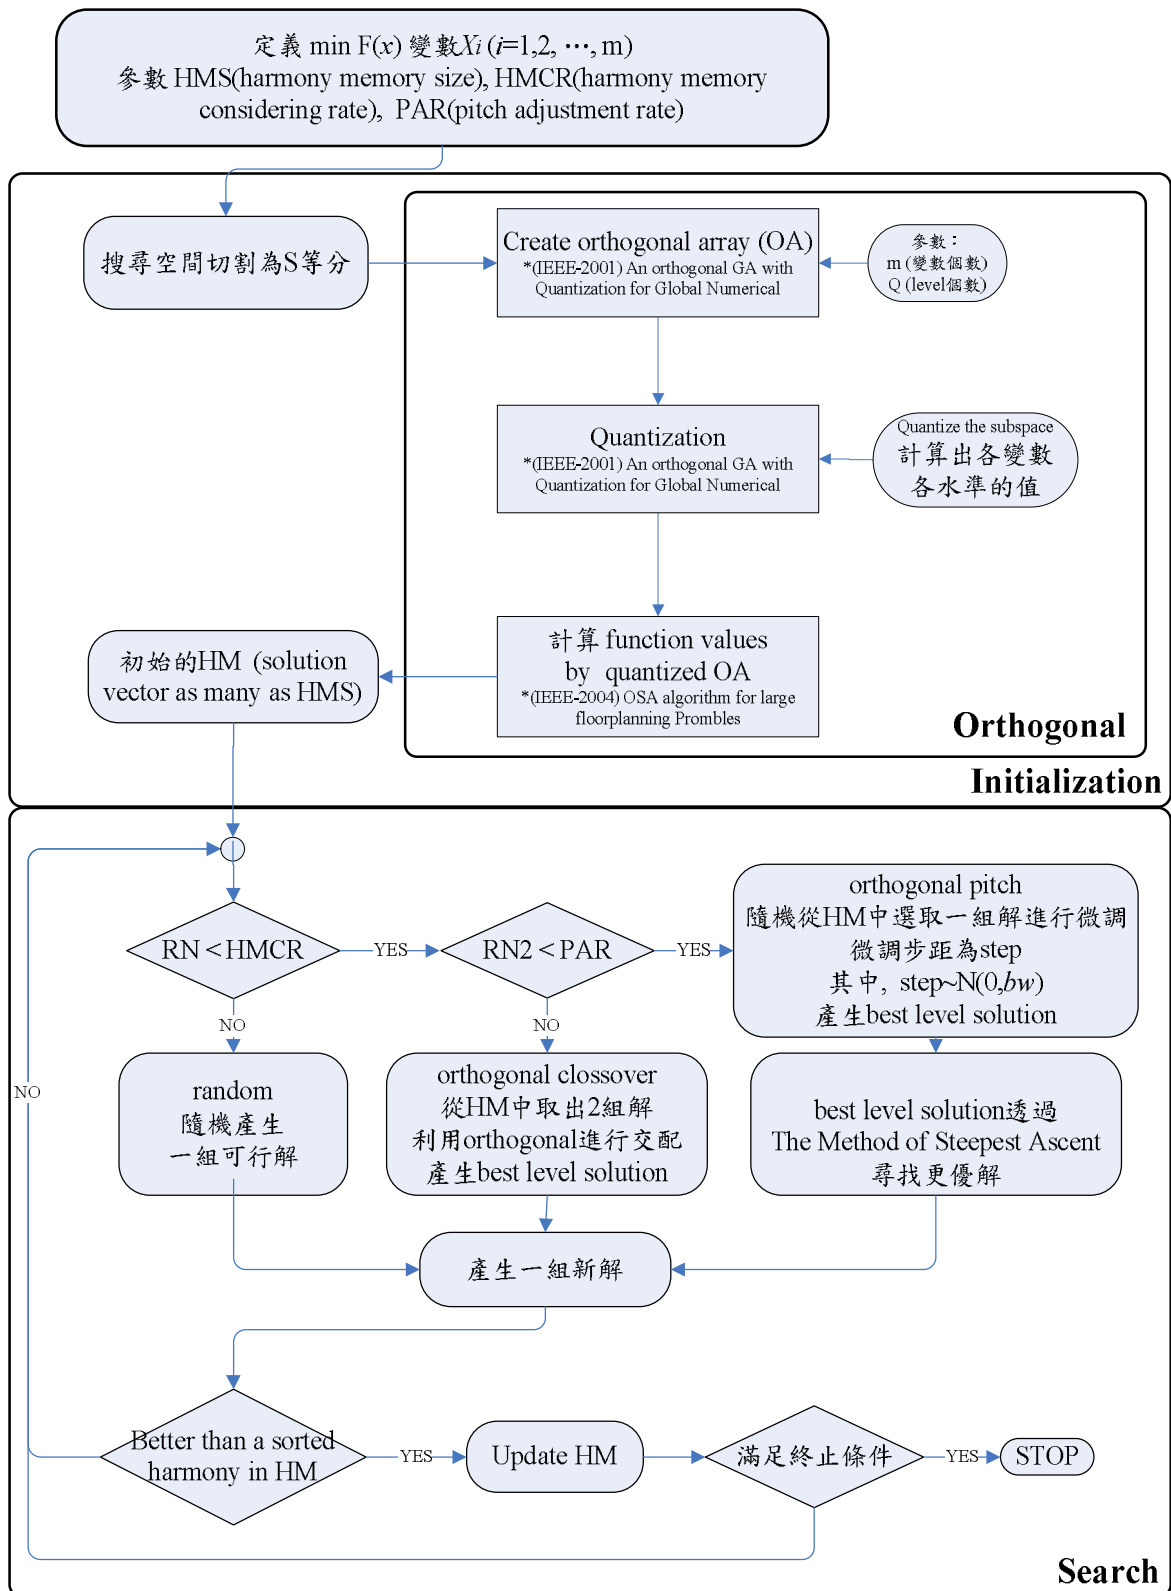 定義 min F(x) 變數Xi (i=1,2, ⋯, m)
參數 HMS(harmony memory size), HMCR(harmony memory
considering rate), PAR(pitch adjustment rate)
搜尋空間切割為S等分
Create orthogonal array (OA)
*(IEEE-2001) An orthogonal GA with
Quantization for Global Numerical
參數：
m (變數個數)
Q (level個數)
Quantization
*(IEEE-2001) An orthogonal GA with
Quantization for Global Numerical
Quantize the subspace
計算出各變數
各水準的值
計算 function values
by quantized OA
*(IEEE-2004) OSA algorithm for large
floorplanning Prombles
初始的HM (solution
vector as many as HMS)
Orthogonal
Initialization
RN<HMCR
YES
RN2<PAR
YES
orthogonal pitch
隨機從HM中選取一組解進行微調
微調步距為step
其中, step~N(0,bw)
產生best level solution
NO
NO
NO
random
隨機產生
一組可行解
orthogonal clossover
從HM中取出2組解
利用orthogonal進行交配
產生best level solution
best level solution透過
The Method of Steepest Ascent
尋找更優解
產生一組新解
Better than a sorted
harmony in HM
YES
Update HM
滿足終止條件
YES
STOP
Search